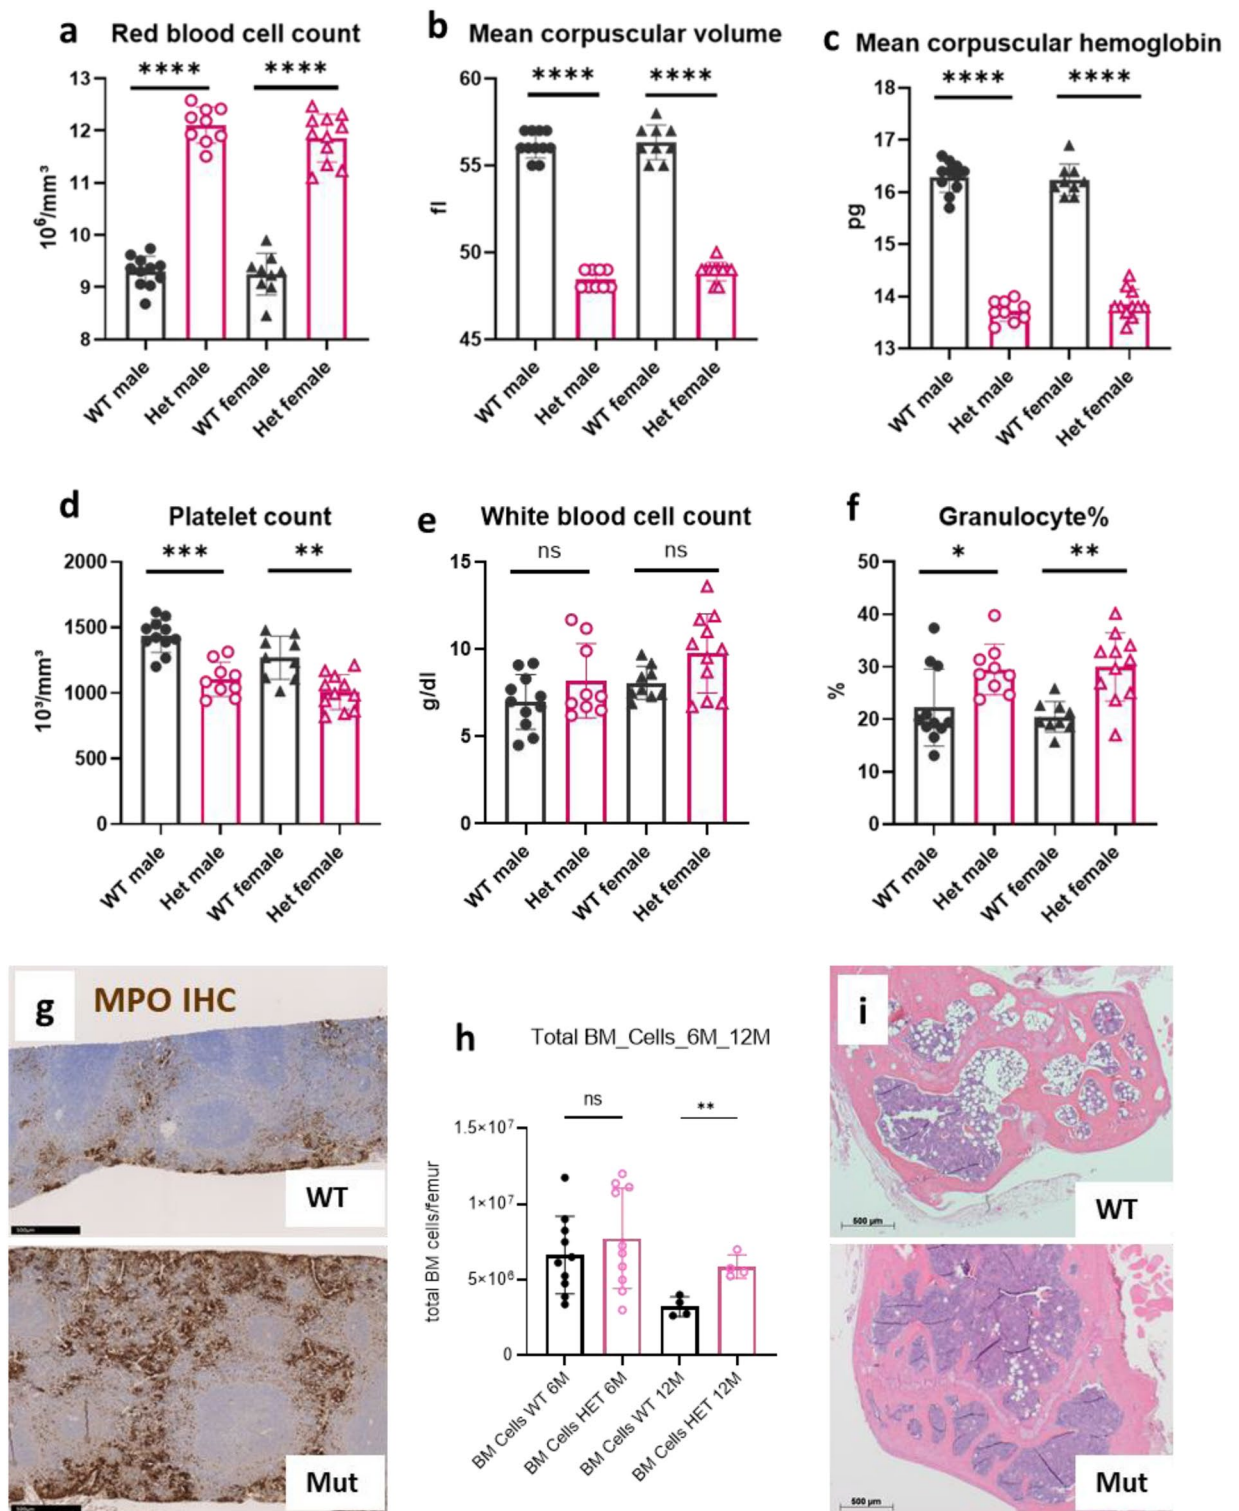 a Red blood cell count
**** ****
13
12
11
10
9
8
10⁶/mm³
WT male
Het male
WT female
Het female
b Mean corpuscular volume
**** ****
60
55
50
45
fl
WT male
Het male
WT female
Het female
c Mean corpuscular hemoglobin
**** ****
18
17
16
15
14
13
pg
WT male
Het male
WT female
Het female
d Platelet count
*** **
2000
1500
1000
500
0
10³/mm³
WT male
Het male
WT female
Het female
e White blood cell count
ns ns
15
10
5
0
g/dl
WT male
Het male
WT female
Het female
f Granulocyte%
* **
50
40
30
20
10
0
%
WT male
Het male
WT female
Het female
g MPO IHC
WT
Mut
h Total BM_Cells_6M_12M
ns **
1.5×10⁷
1×10⁷
5×10⁶
0
total BM cells/femur
BM Cells WT 6M
BM Cells HET 6M
BM Cells WT 12M
BM Cells HET 12M
i
500 µm
WT
500 µm
Mut